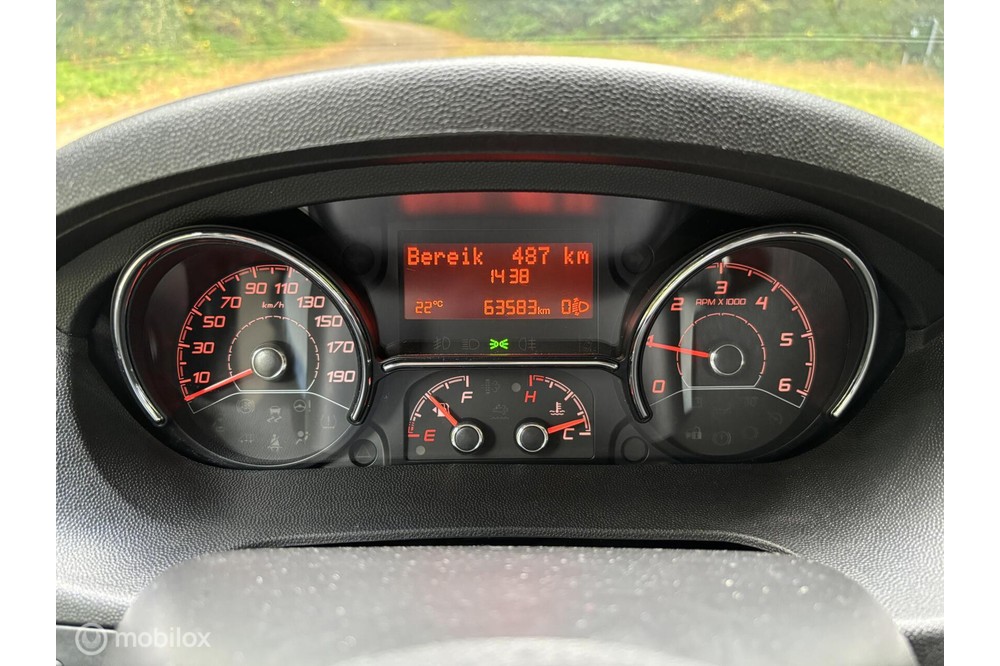 Bereik 487 km
14:38
22°C 63583km
10 30 50 70 90 110 130 150 170 190
km/h
0 1 2 3 4 5 6
RPM X1000
E F
H C
mobilox